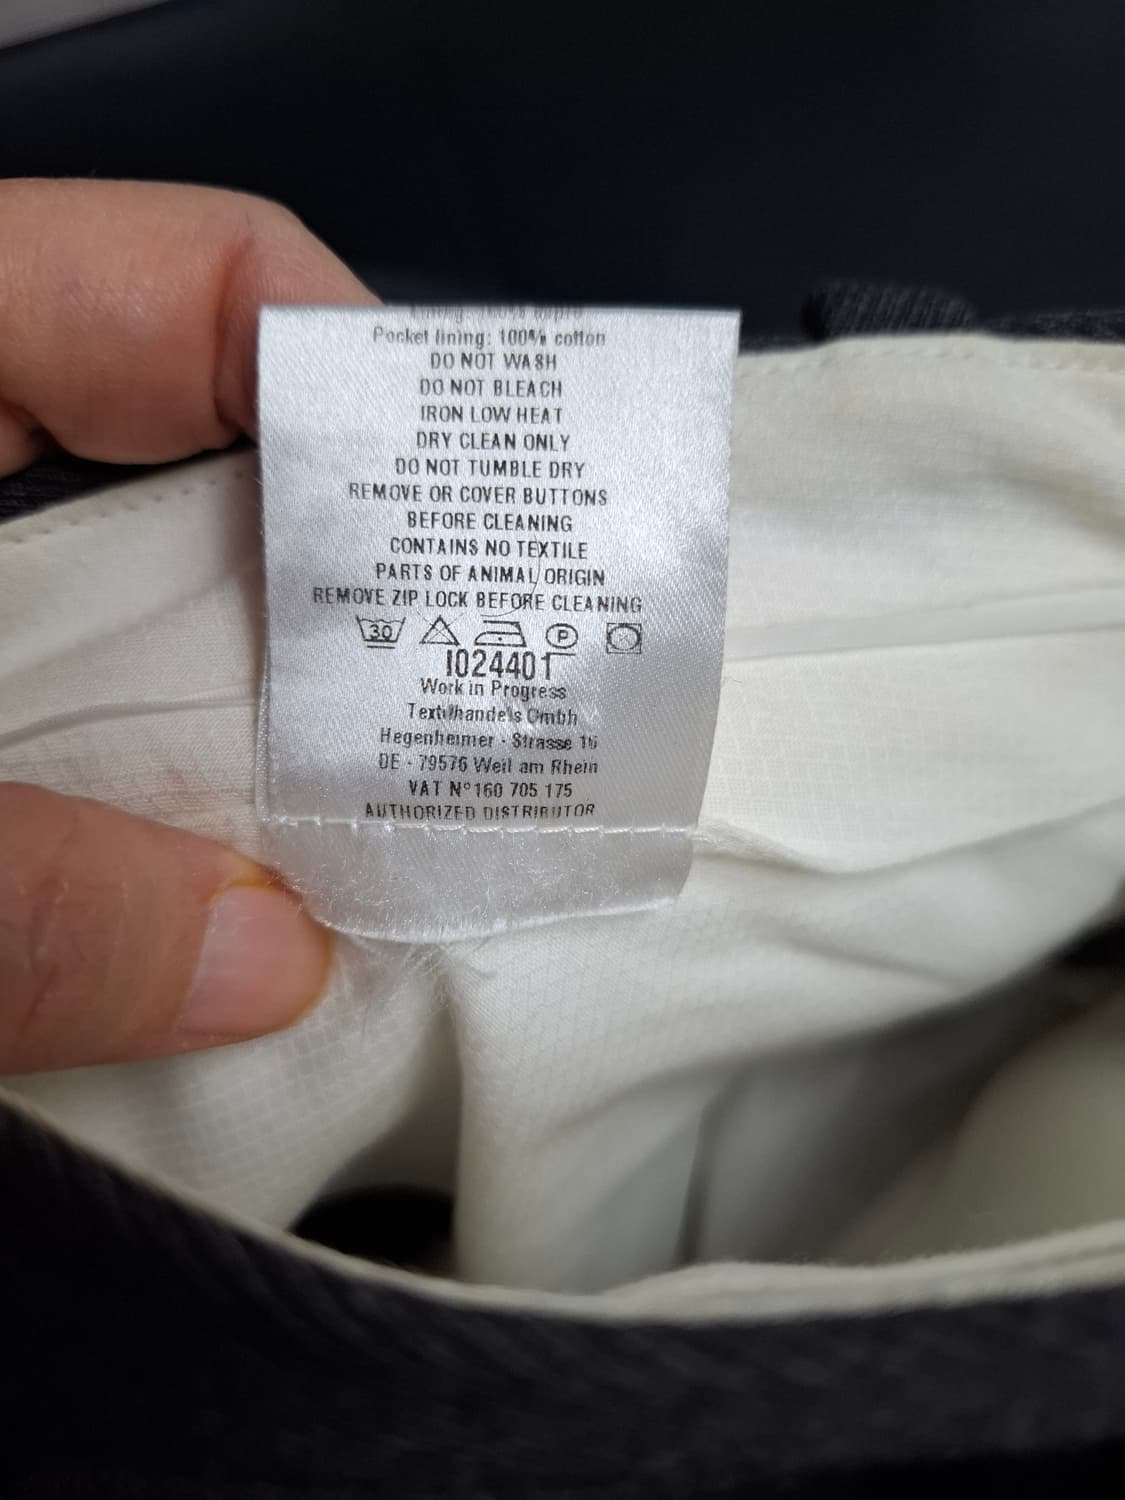 Pocket lining: 100% cotton
DO NOT WASH
DO NOT BLEACH
IRON LOW HEAT
DRY CLEAN ONLY
DO NOT TUMBLE DRY
REMOVE OR COVER BUTTONS
BEFORE CLEANING
CONTAINS NO TEXTILE
PARTS OF ANIMAL ORIGIN
REMOVE ZIP LOCK BEFORE CLEANING
30 P
I024401
Work in Progress
Textilhandels Gmbh
Hegenheimer - Strasse 16
DE - 79576 Weil am Rhein
VAT N°160 705 175
AUTHORIZED DISTRIBUTOR